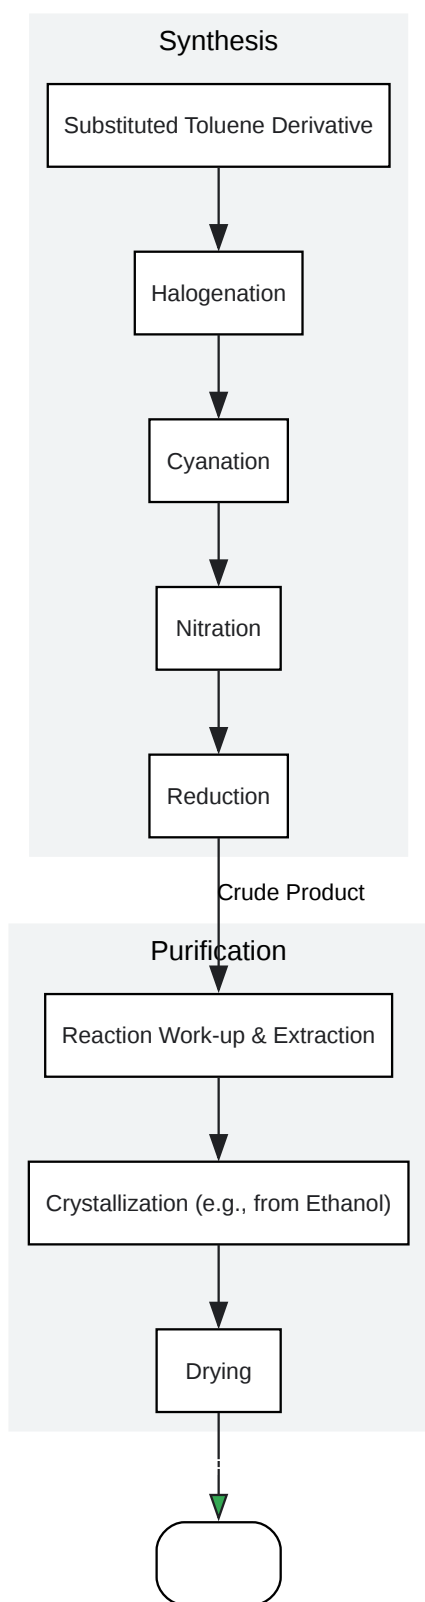 Synthesis
Substituted Toluene Derivative
Halogenation
Cyanation
Nitration
Reduction
Crude Product
Purification
Reaction Work-up & Extraction
Crystallization (e.g., from Ethanol)
Drying